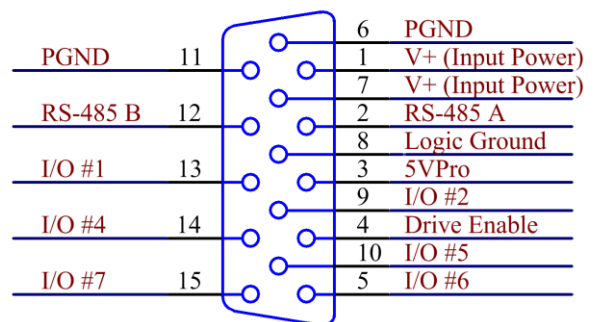 6 PGND
PGND 11
1 V+ (Input Power)
7 V+ (Input Power)
RS-485 B 12
2 RS-485 A
8 Logic Ground
I/O #1 13
3 5VPro
9 I/O #2
I/O #4 14
4 Drive Enable
10 I/O #5
I/O #7 15
5 I/O #6